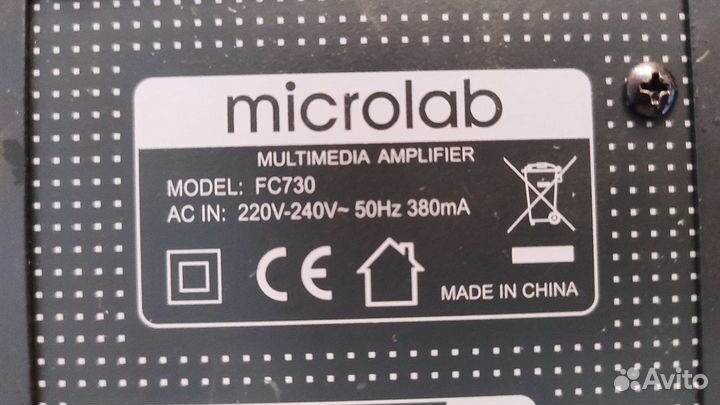 microlab
MULTIMEDIA AMPLIFIER
MODEL: FC730
AC IN: 220V-240V~ 50Hz 380mA
CE
MADE IN CHINA
Avito